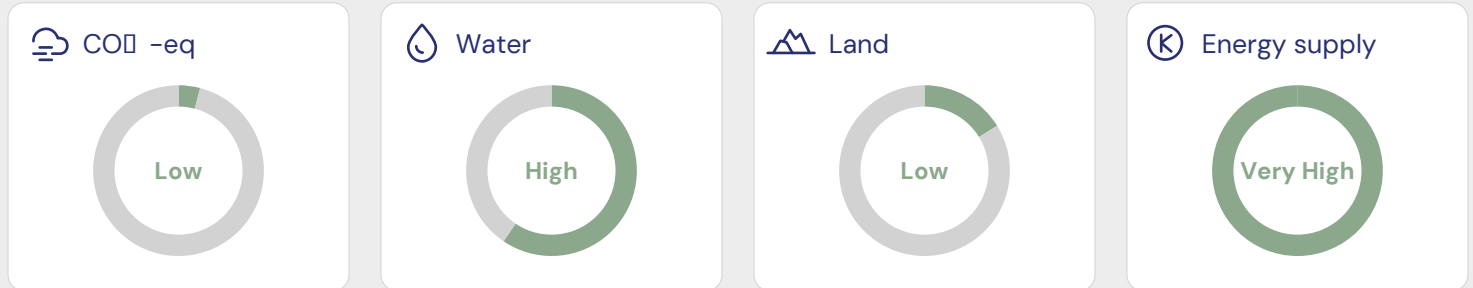 CO▯ -eq
Low
Water
High
Land
Low
Energy supply
Very High